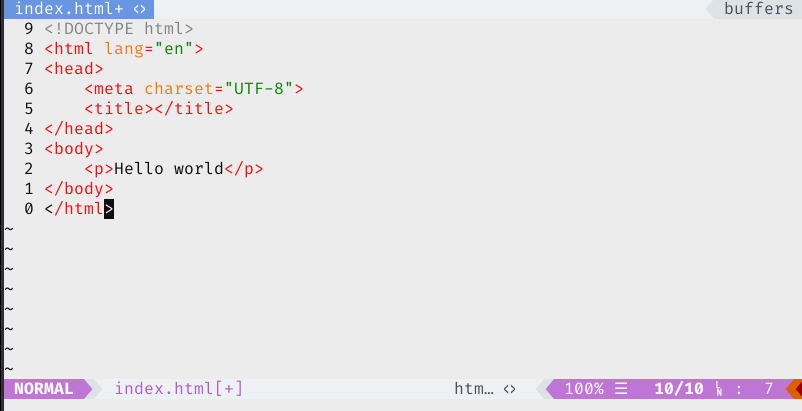 index.html+ <> buffers
9 <!DOCTYPE html>
8 <html lang="en">
7 <head>
6     <meta charset="UTF-8">
5     <title></title>
4 </head>
3 <body>
2     <p>Hello world</p>
1 </body>
0 </html>
~
~
~
~
~
~
~
~
NORMAL index.html[+] htm… <> 100% ☰ 10/10 ㏑ : 7